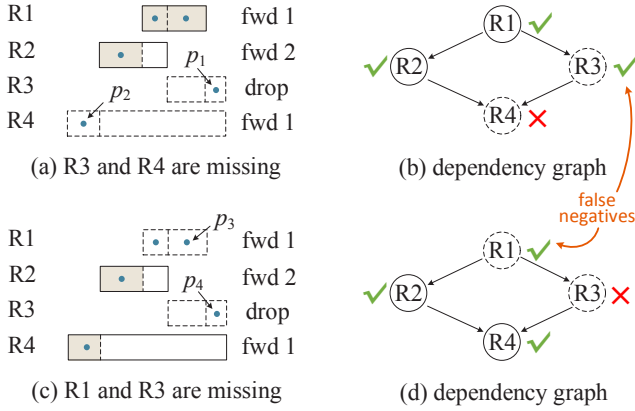 R1 fwd 1
R2 fwd 2
p1
R3 drop
p2
R4 fwd 1
(a) R3 and R4 are missing
R1
R2 R3
R4
(b) dependency graph
false
negatives
R1 p3 fwd 1
R2 fwd 2
p4
R3 drop
R4 fwd 1
(c) R1 and R3 are missing
R1
R2 R3
R4
(d) dependency graph